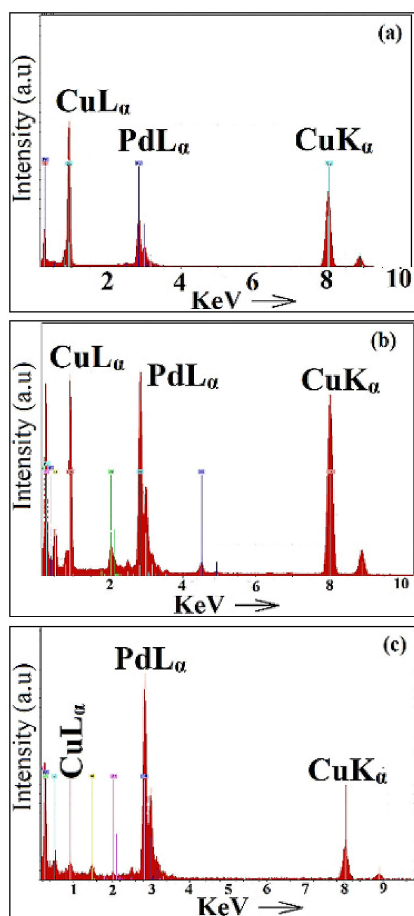 (a)
CuLα
PdLα
CuKα
Intensity (a.u)
2 4 6 8 10
KeV
(b)
CuLα
PdLα
CuKα
Intensity (a.u)
2 4 6 8 10
KeV
(c)
PdLα
CuLα
CuKα
Intensity (a.u)
1 2 3 4 5 6 7 8 9
KeV